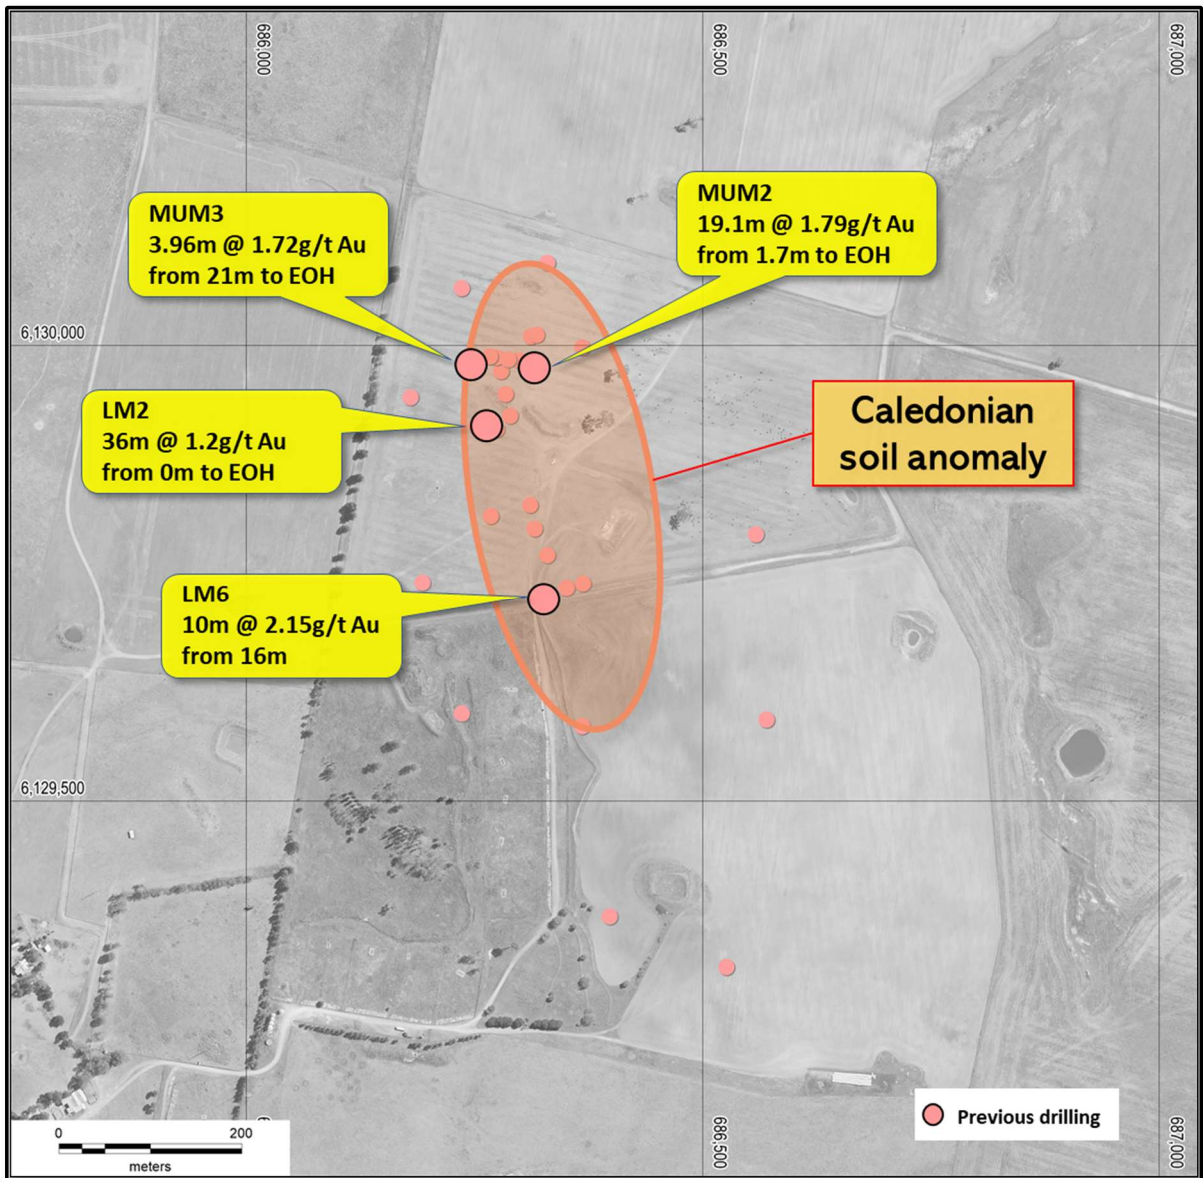 686,000
686,500
687,000
MUM3
3.96m @ 1.72g/t Au
from 21m to EOH
MUM2
19.1m @ 1.79g/t Au
from 1.7m to EOH
6,130,000
LM2
36m @ 1.2g/t Au
from 0m to EOH
Caledonian
soil anomaly
LM6
10m @ 2.15g/t Au
from 16m
6,129,500
Previous drilling
0
200
meters
686,500
687,000